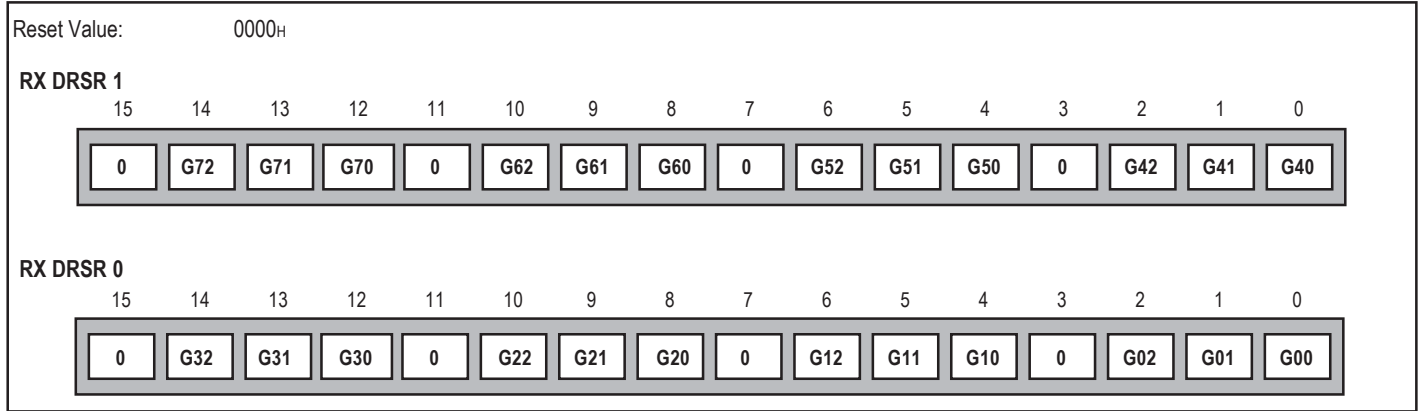 Reset Value: 0000H
RX DRSR 1
15 14 13 12 11 10 9 8 7 6 5 4 3 2 1 0
0 G72 G71 G70 0 G62 G61 G60 0 G52 G51 G50 0 G42 G41 G40
RX DRSR 0
15 14 13 12 11 10 9 8 7 6 5 4 3 2 1 0
0 G32 G31 G30 0 G22 G21 G20 0 G12 G11 G10 0 G02 G01 G00